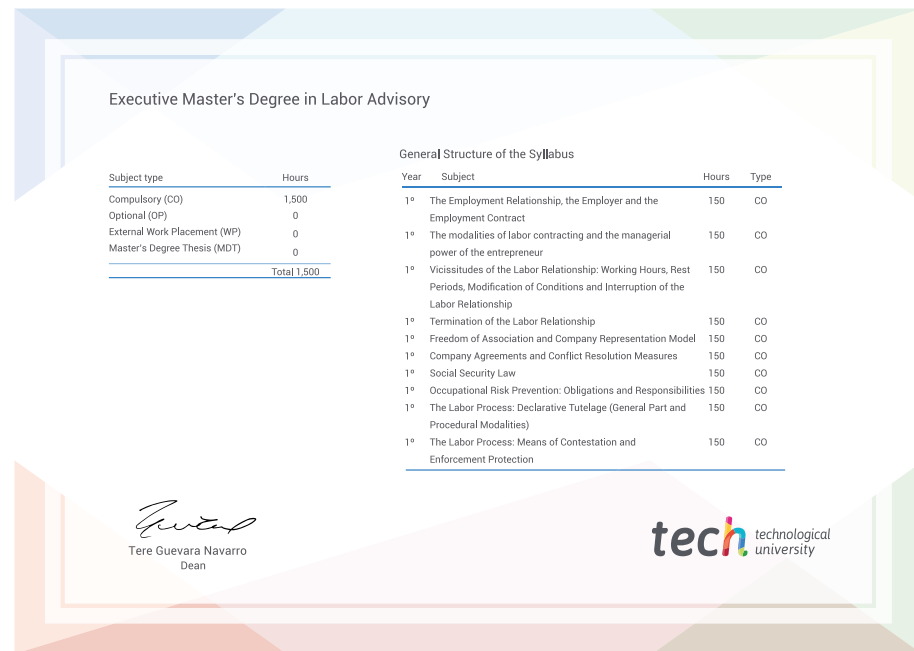 Executive Master's Degree in Labor Advisory
General Structure of the Syllabus
Subject type Hours
Compulsory (CO) 1,500
Optional (OP) 0
External Work Placement (WP) 0
Master's Degree Thesis (MDT) 0
Total 1,500
Year Subject Hours Type
1º The Employment Relationship, the Employer and the 150 CO
Employment Contract
1º The modalities of labor contracting and the managerial 150 CO
power of the entrepreneur
1º Vicissitudes of the Labor Relationship: Working Hours, Rest 150 CO
Periods, Modification of Conditions and Interruption of the
Labor Relationship
1º Termination of the Labor Relationship 150 CO
1º Freedom of Association and Company Representation Model 150 CO
1º Company Agreements and Conflict Resolution Measures 150 CO
1º Social Security Law 150 CO
1º Occupational Risk Prevention: Obligations and Responsibilities 150 CO
1º The Labor Process: Declarative Tutelage (General Part and 150 CO
Procedural Modalities)
1º The Labor Process: Means of Contestation and 150 CO
Enforcement Protection
Tere Guevara Navarro
Dean
tech technological
university